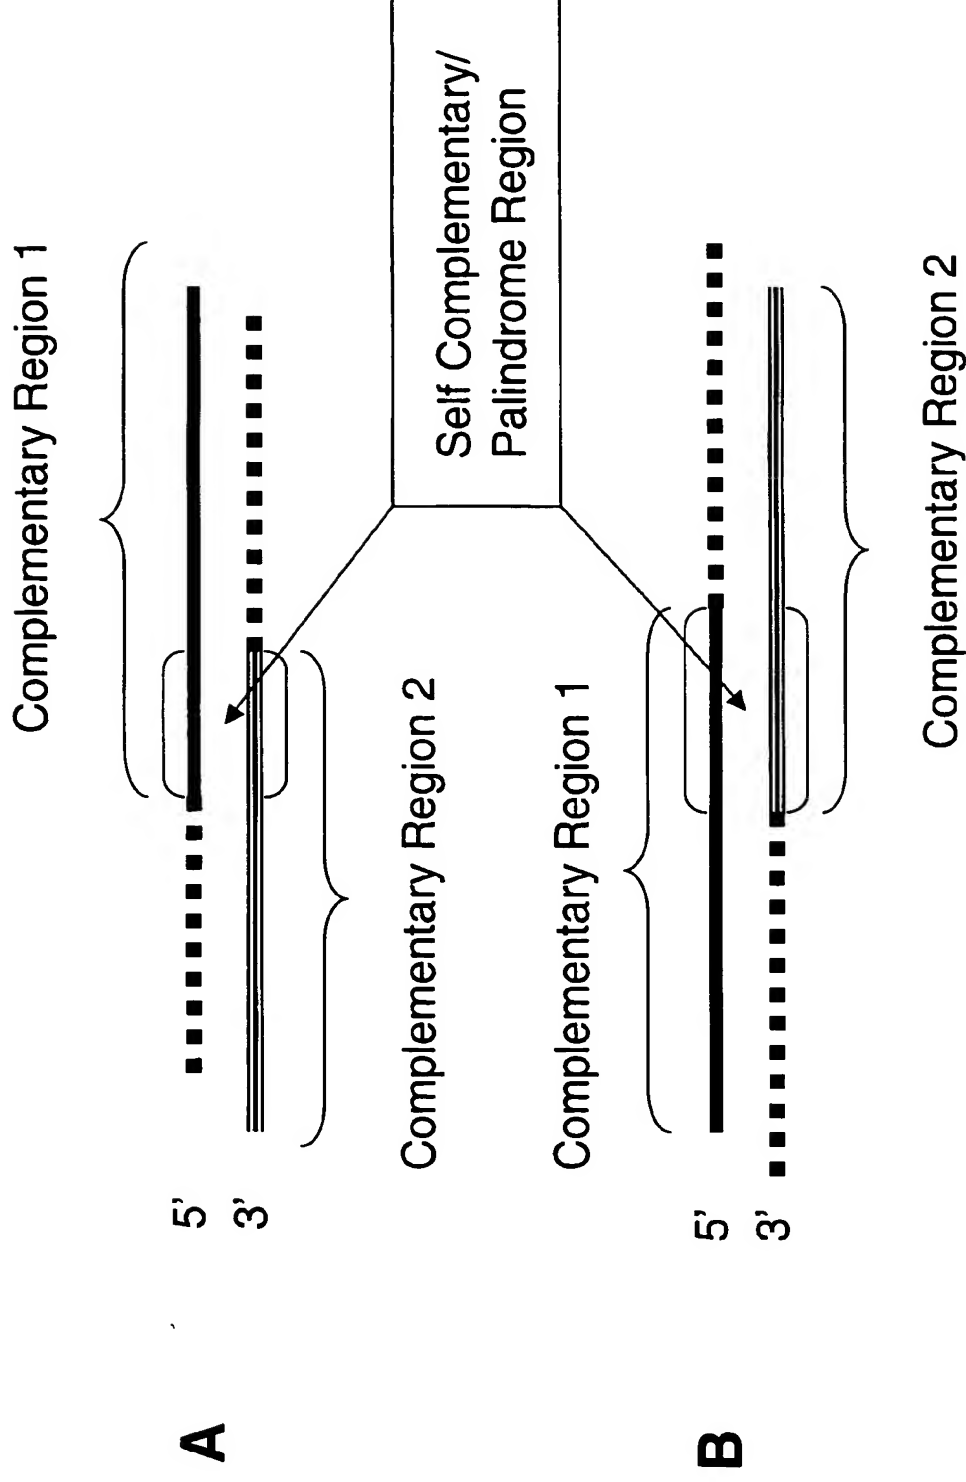 A
5'
3'
Complementary Region 1
Complementary Region 2
Self Complementary/
Palindrome Region
B
5'
3'
Complementary Region 1
Complementary Region 2